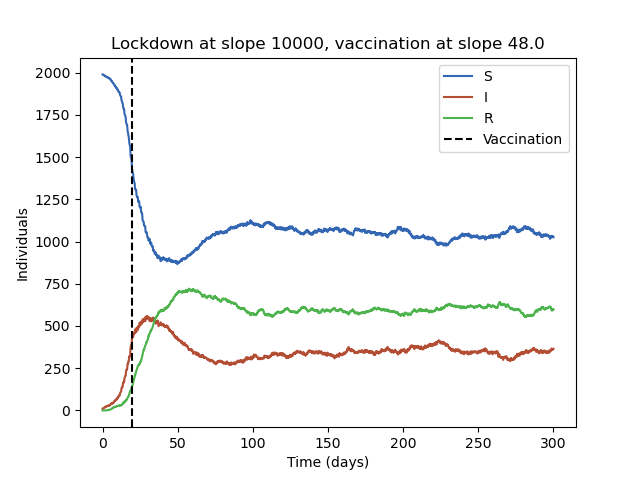 Lockdown at slope 10000, vaccination at slope 48.0
2000
1750
1500
1250
1000
750
500
250
0
Individuals
S
I
R
Vaccination
0 50 100 150 200 250 300
Time (days)